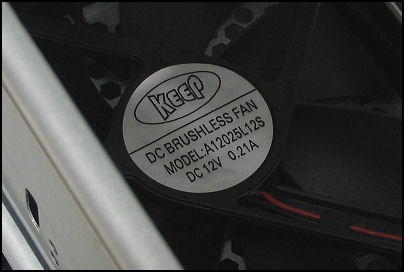 KEEP
DC BRUSHLESS FAN
MODEL:A12025L12S
DC 12V 0.21A